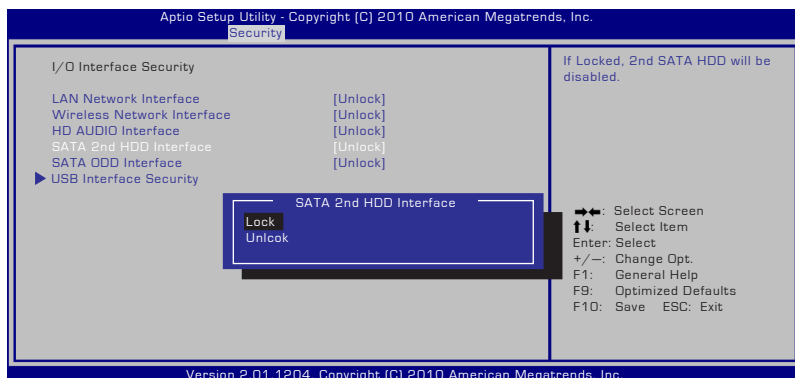 Aptio Setup Utility - Copyright (C) 2010 American Megatrends, Inc.
Security
I/O Interface Security
LAN Network Interface [Unlock]
Wireless Network Interface [Unlock]
HD AUDIO Interface [Unlock]
SATA 2nd HDD Interface [Unlock]
SATA ODD Interface [Unlock]
USB Interface Security
SATA 2nd HDD Interface
Lock
Unlcok
If Locked, 2nd SATA HDD will be
disabled.
→←: Select Screen
↑↓: Select Item
Enter: Select
+/—: Change Opt.
F1: General Help
F9: Optimized Defaults
F10: Save ESC: Exit
Version 2.01.1204. Copyright (C) 2010 American Megatrends, Inc.